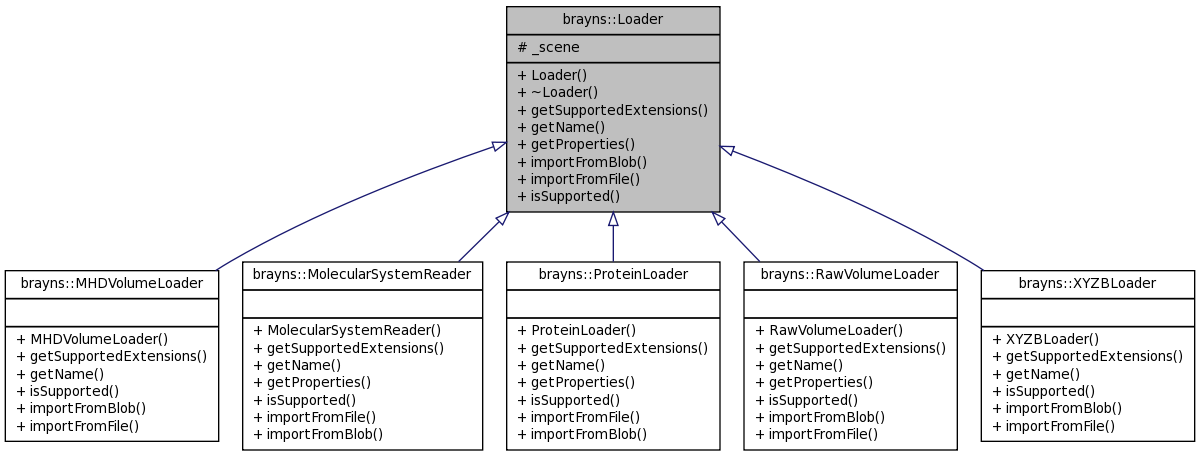 brayns::Loader
# _scene
+ Loader()
+ ~Loader()
+ getSupportedExtensions()
+ getName()
+ getProperties()
+ importFromBlob()
+ importFromFile()
+ isSupported()
brayns::MHDVolumeLoader
+ MHDVolumeLoader()
+ getSupportedExtensions()
+ getName()
+ isSupported()
+ importFromBlob()
+ importFromFile()
brayns::MolecularSystemReader
+ MolecularSystemReader()
+ getSupportedExtensions()
+ getName()
+ getProperties()
+ isSupported()
+ importFromFile()
+ importFromBlob()
brayns::ProteinLoader
+ ProteinLoader()
+ getSupportedExtensions()
+ getName()
+ getProperties()
+ isSupported()
+ importFromFile()
+ importFromBlob()
brayns::RawVolumeLoader
+ RawVolumeLoader()
+ getSupportedExtensions()
+ getName()
+ getProperties()
+ isSupported()
+ importFromBlob()
+ importFromFile()
brayns::XYZBLoader
+ XYZBLoader()
+ getSupportedExtensions()
+ getName()
+ isSupported()
+ importFromBlob()
+ importFromFile()